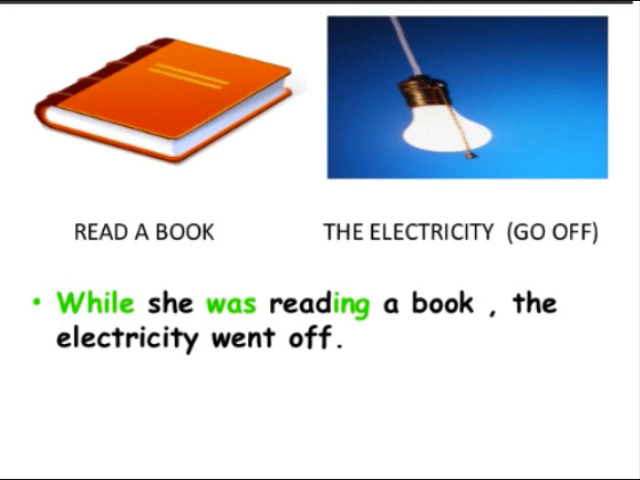 READ A BOOK
THE ELECTRICITY (GO OFF)
• While she was reading a book , the
electricity went off.